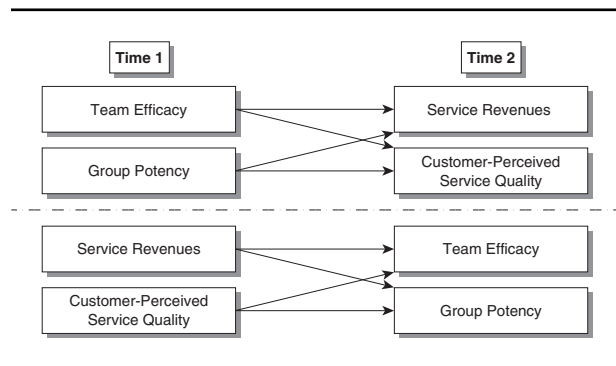 Time 1
Time 2
Team Efficacy
Service Revenues
Group Potency
Customer-Perceived
Service Quality
Service Revenues
Team Efficacy
Customer-Perceived
Service Quality
Group Potency